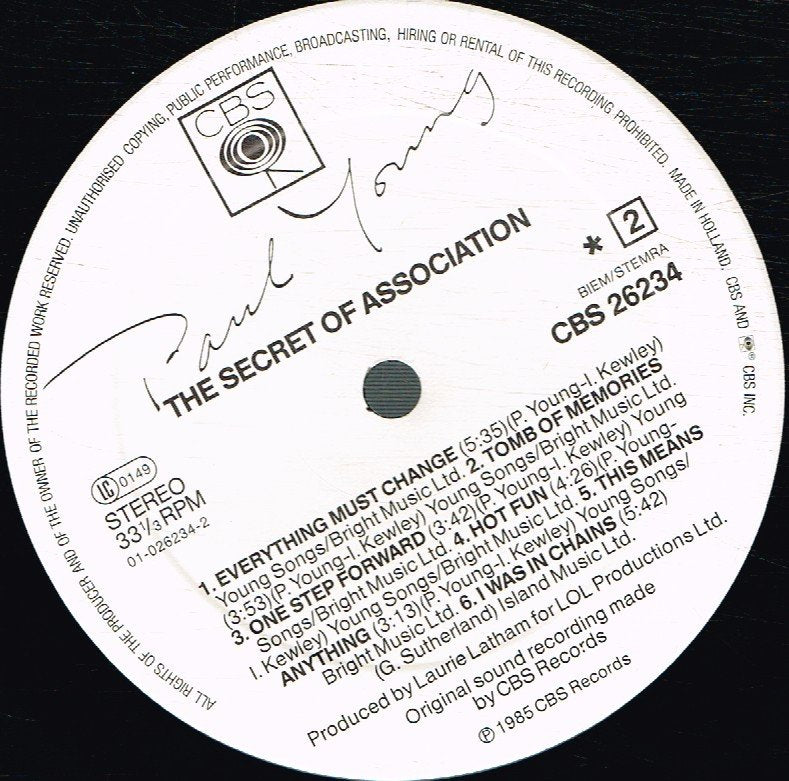 ALL RIGHTS OF THE PRODUCER AND OF THE OWNER OF THE RECORDED WORK RESERVED. UNAUTHORISED COPYING, PUBLIC PERFORMANCE, BROADCASTING, HIRING OR RENTAL OF THIS RECORDING PROHIBITED. MADE IN HOLLAND. CBS AND ® CBS INC.
CBS
Paul Young
THE SECRET OF ASSOCIATION
* 2
BIEM/STEMRA
CBS 26234
LC 0149
STEREO
33⅓ RPM
01-026234-2
1. EVERYTHING MUST CHANGE (5:35)(P. Young-I. Kewley)
Young Songs/Bright Music Ltd. 2. TOMB OF MEMORIES
(3:53)(P. Young-I. Kewley) Young Songs/Bright Music Ltd.
3. ONE STEP FORWARD (3:42)(P. Young-I. Kewley) Young
Songs/Bright Music Ltd. 4. HOT FUN (4:26)(P. Young-
I. Kewley) Young Songs/Bright Music Ltd. 5. THIS MEANS
ANYTHING (3:13)(P. Young-I. Kewley) Young Songs/
Bright Music Ltd. 6. I WAS IN CHAINS (5:42)
(G. Sutherland) Island Music Ltd.
Produced by Laurie Latham for LOL Productions Ltd.
Original sound recording made
by CBS Records
℗ 1985 CBS Records